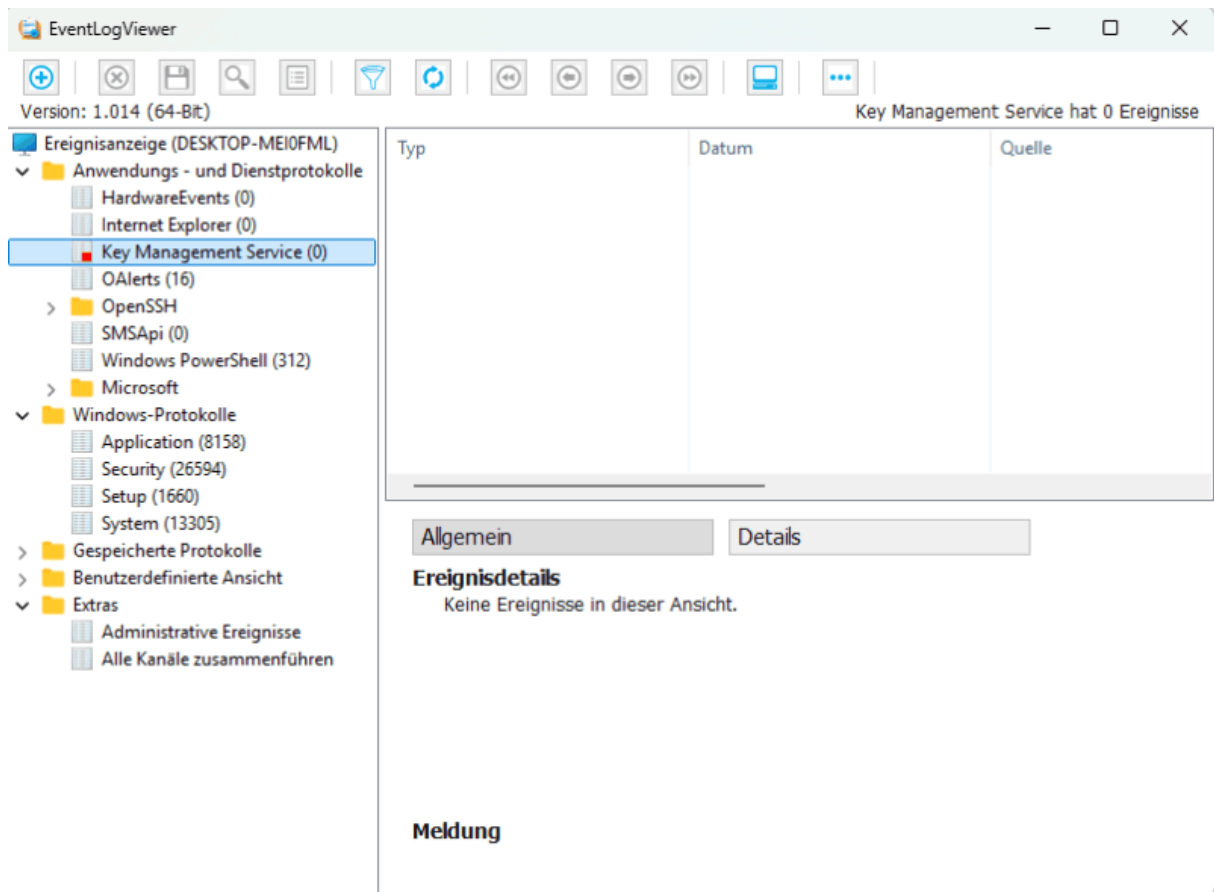 EventLogViewer
Version: 1.014 (64-Bit)
Key Management Service hat 0 Ereignisse
Ereignisanzeige (DESKTOP-MEI0FML)
Anwendungs - und Dienstprotokolle
HardwareEvents (0)
Internet Explorer (0)
Key Management Service (0)
OAlerts (16)
OpenSSH
SMSApi (0)
Windows PowerShell (312)
Microsoft
Windows-Protokolle
Application (8158)
Security (26594)
Setup (1660)
System (13305)
Gespeicherte Protokolle
Benutzerdefinierte Ansicht
Extras
Administrative Ereignisse
Alle Kanäle zusammenführen
Typ Datum Quelle
Allgemein Details
Ereignisdetails
Keine Ereignisse in dieser Ansicht.
Meldung